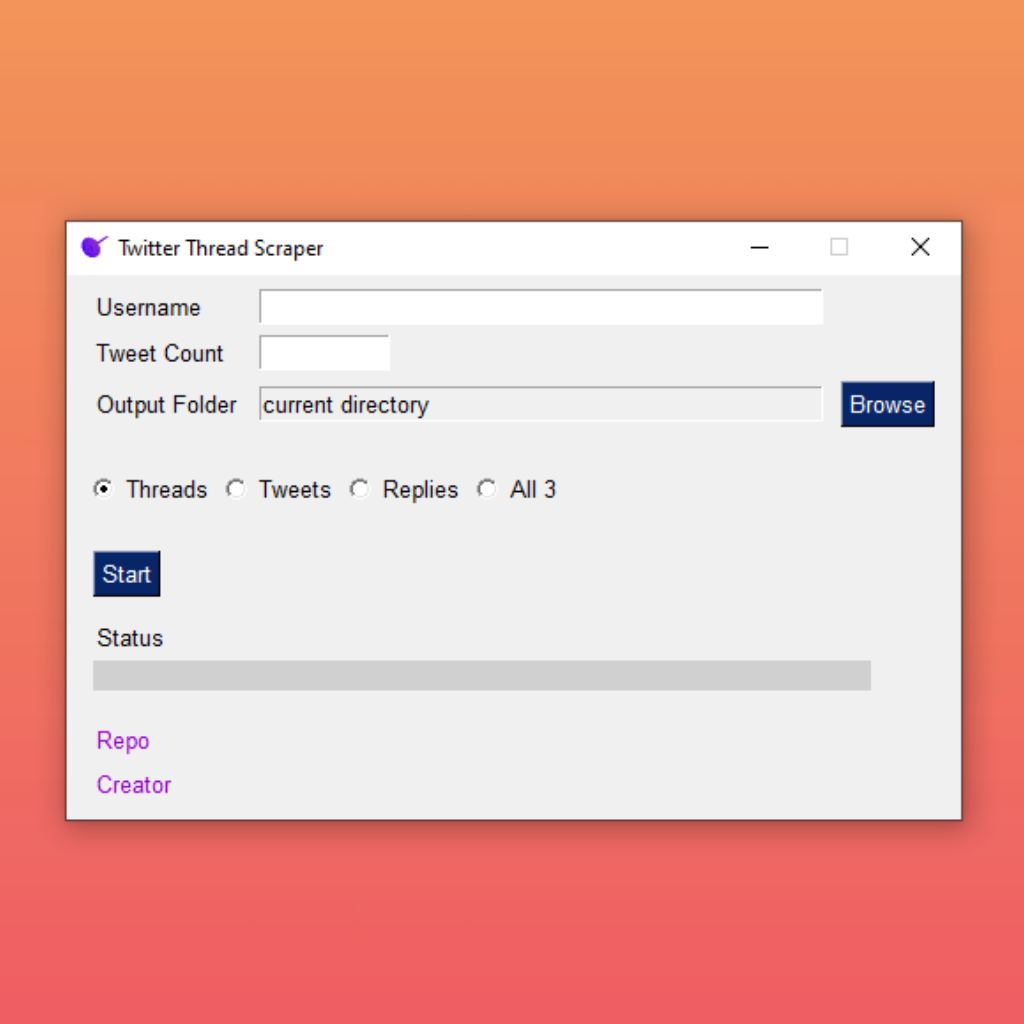 Twitter Thread Scraper
Username
Tweet Count
Output Folder current directory Browse
Threads Tweets Replies All 3
Start
Status
Repo
Creator